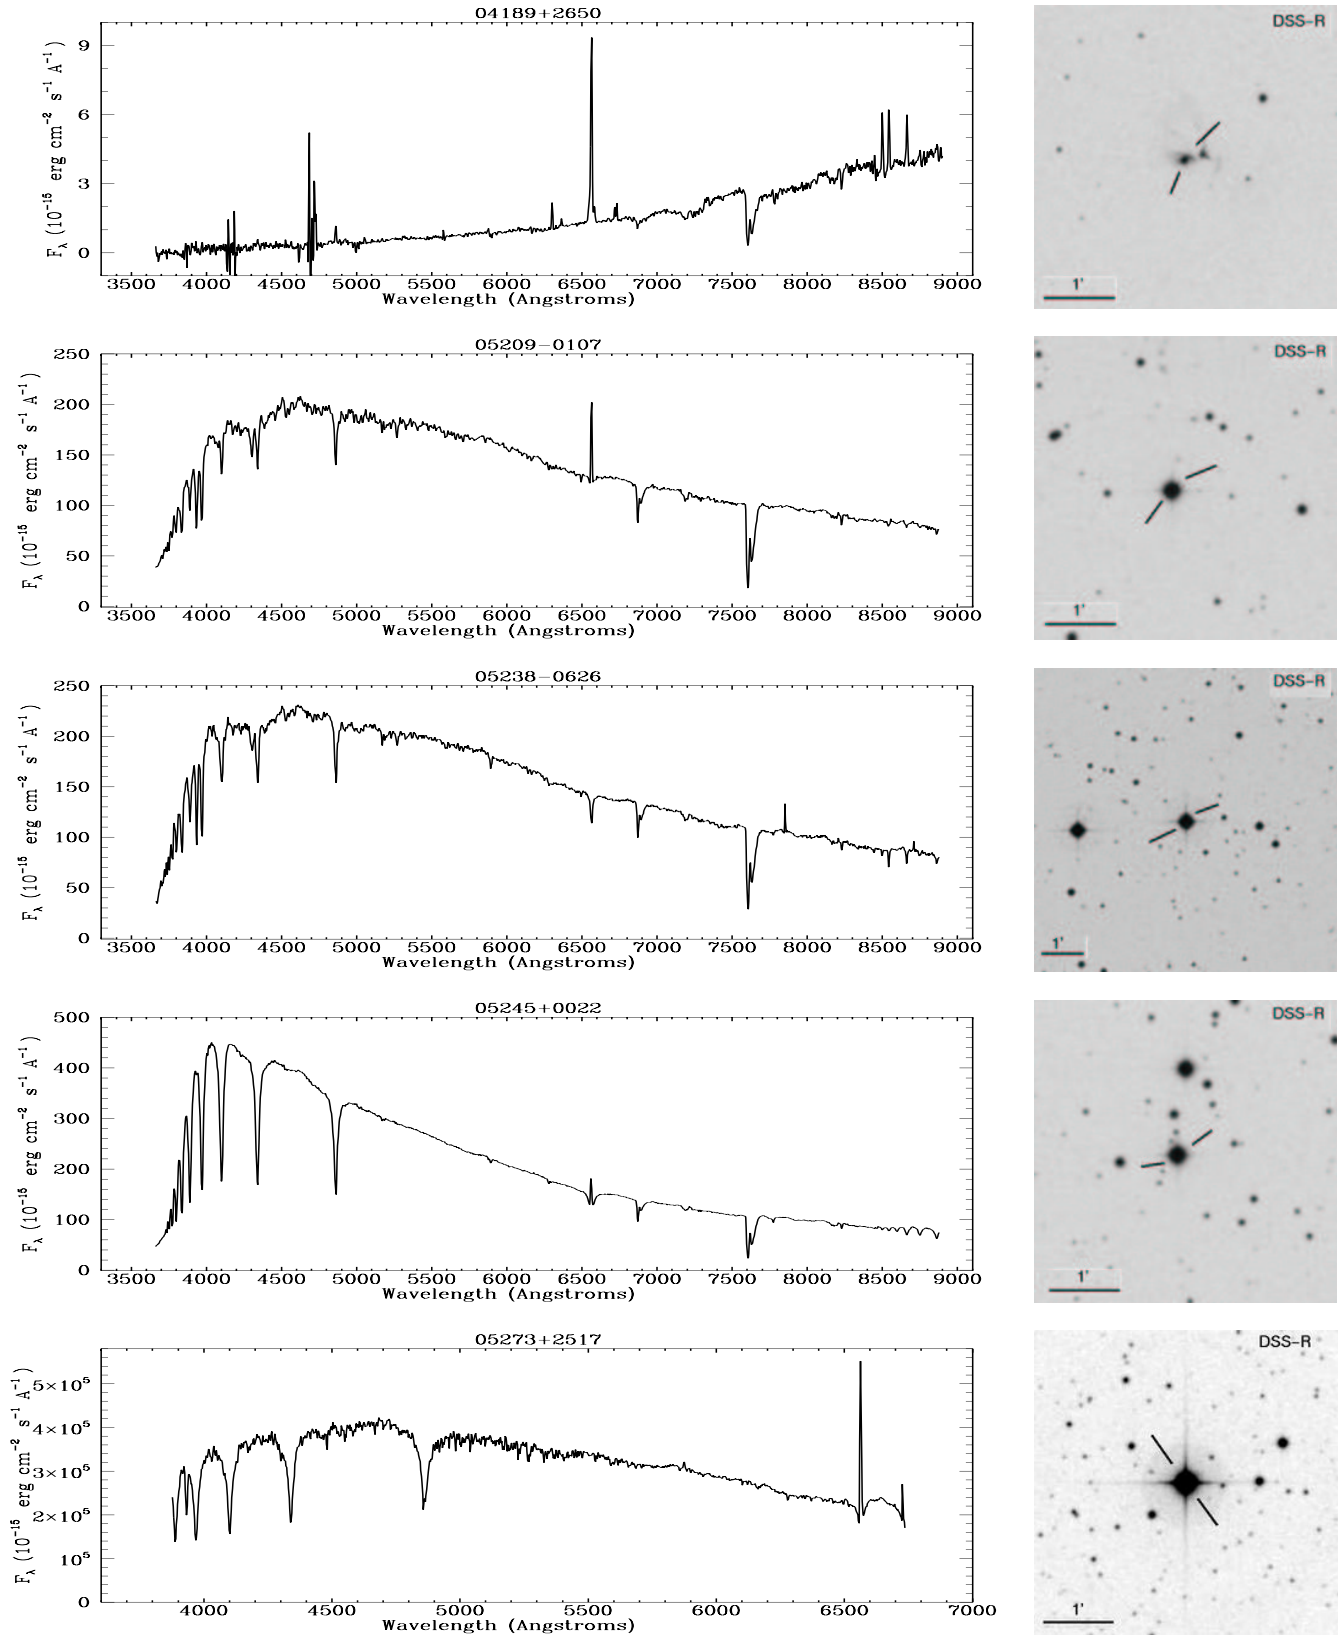 04189+2650
DSS-R
F_λ (10^-15 erg cm^-2 s^-1 A^-1)
9
6
3
0
3500 4000 4500 5000 5500 6000 6500 7000 7500 8000 8500 9000
Wavelength (Angstroms)
1'
05209-0107
DSS-R
F_λ (10^-15 erg cm^-2 s^-1 A^-1)
250
200
150
100
50
0
3500 4000 4500 5000 5500 6000 6500 7000 7500 8000 8500 9000
Wavelength (Angstroms)
1'
05238-0626
DSS-R
F_λ (10^-15 erg cm^-2 s^-1 A^-1)
250
200
150
100
50
0
3500 4000 4500 5000 5500 6000 6500 7000 7500 8000 8500 9000
Wavelength (Angstroms)
1'
05245+0022
DSS-R
F_λ (10^-15 erg cm^-2 s^-1 A^-1)
500
400
300
200
100
0
3500 4000 4500 5000 5500 6000 6500 7000 7500 8000 8500 9000
Wavelength (Angstroms)
1'
05273+2517
DSS-R
F_λ (10^-15 erg cm^-2 s^-1 A^-1)
5×10^5
4×10^5
3×10^5
2×10^5
10^5
0
4000 4500 5000 5500 6000 6500 7000
Wavelength (Angstroms)
1'